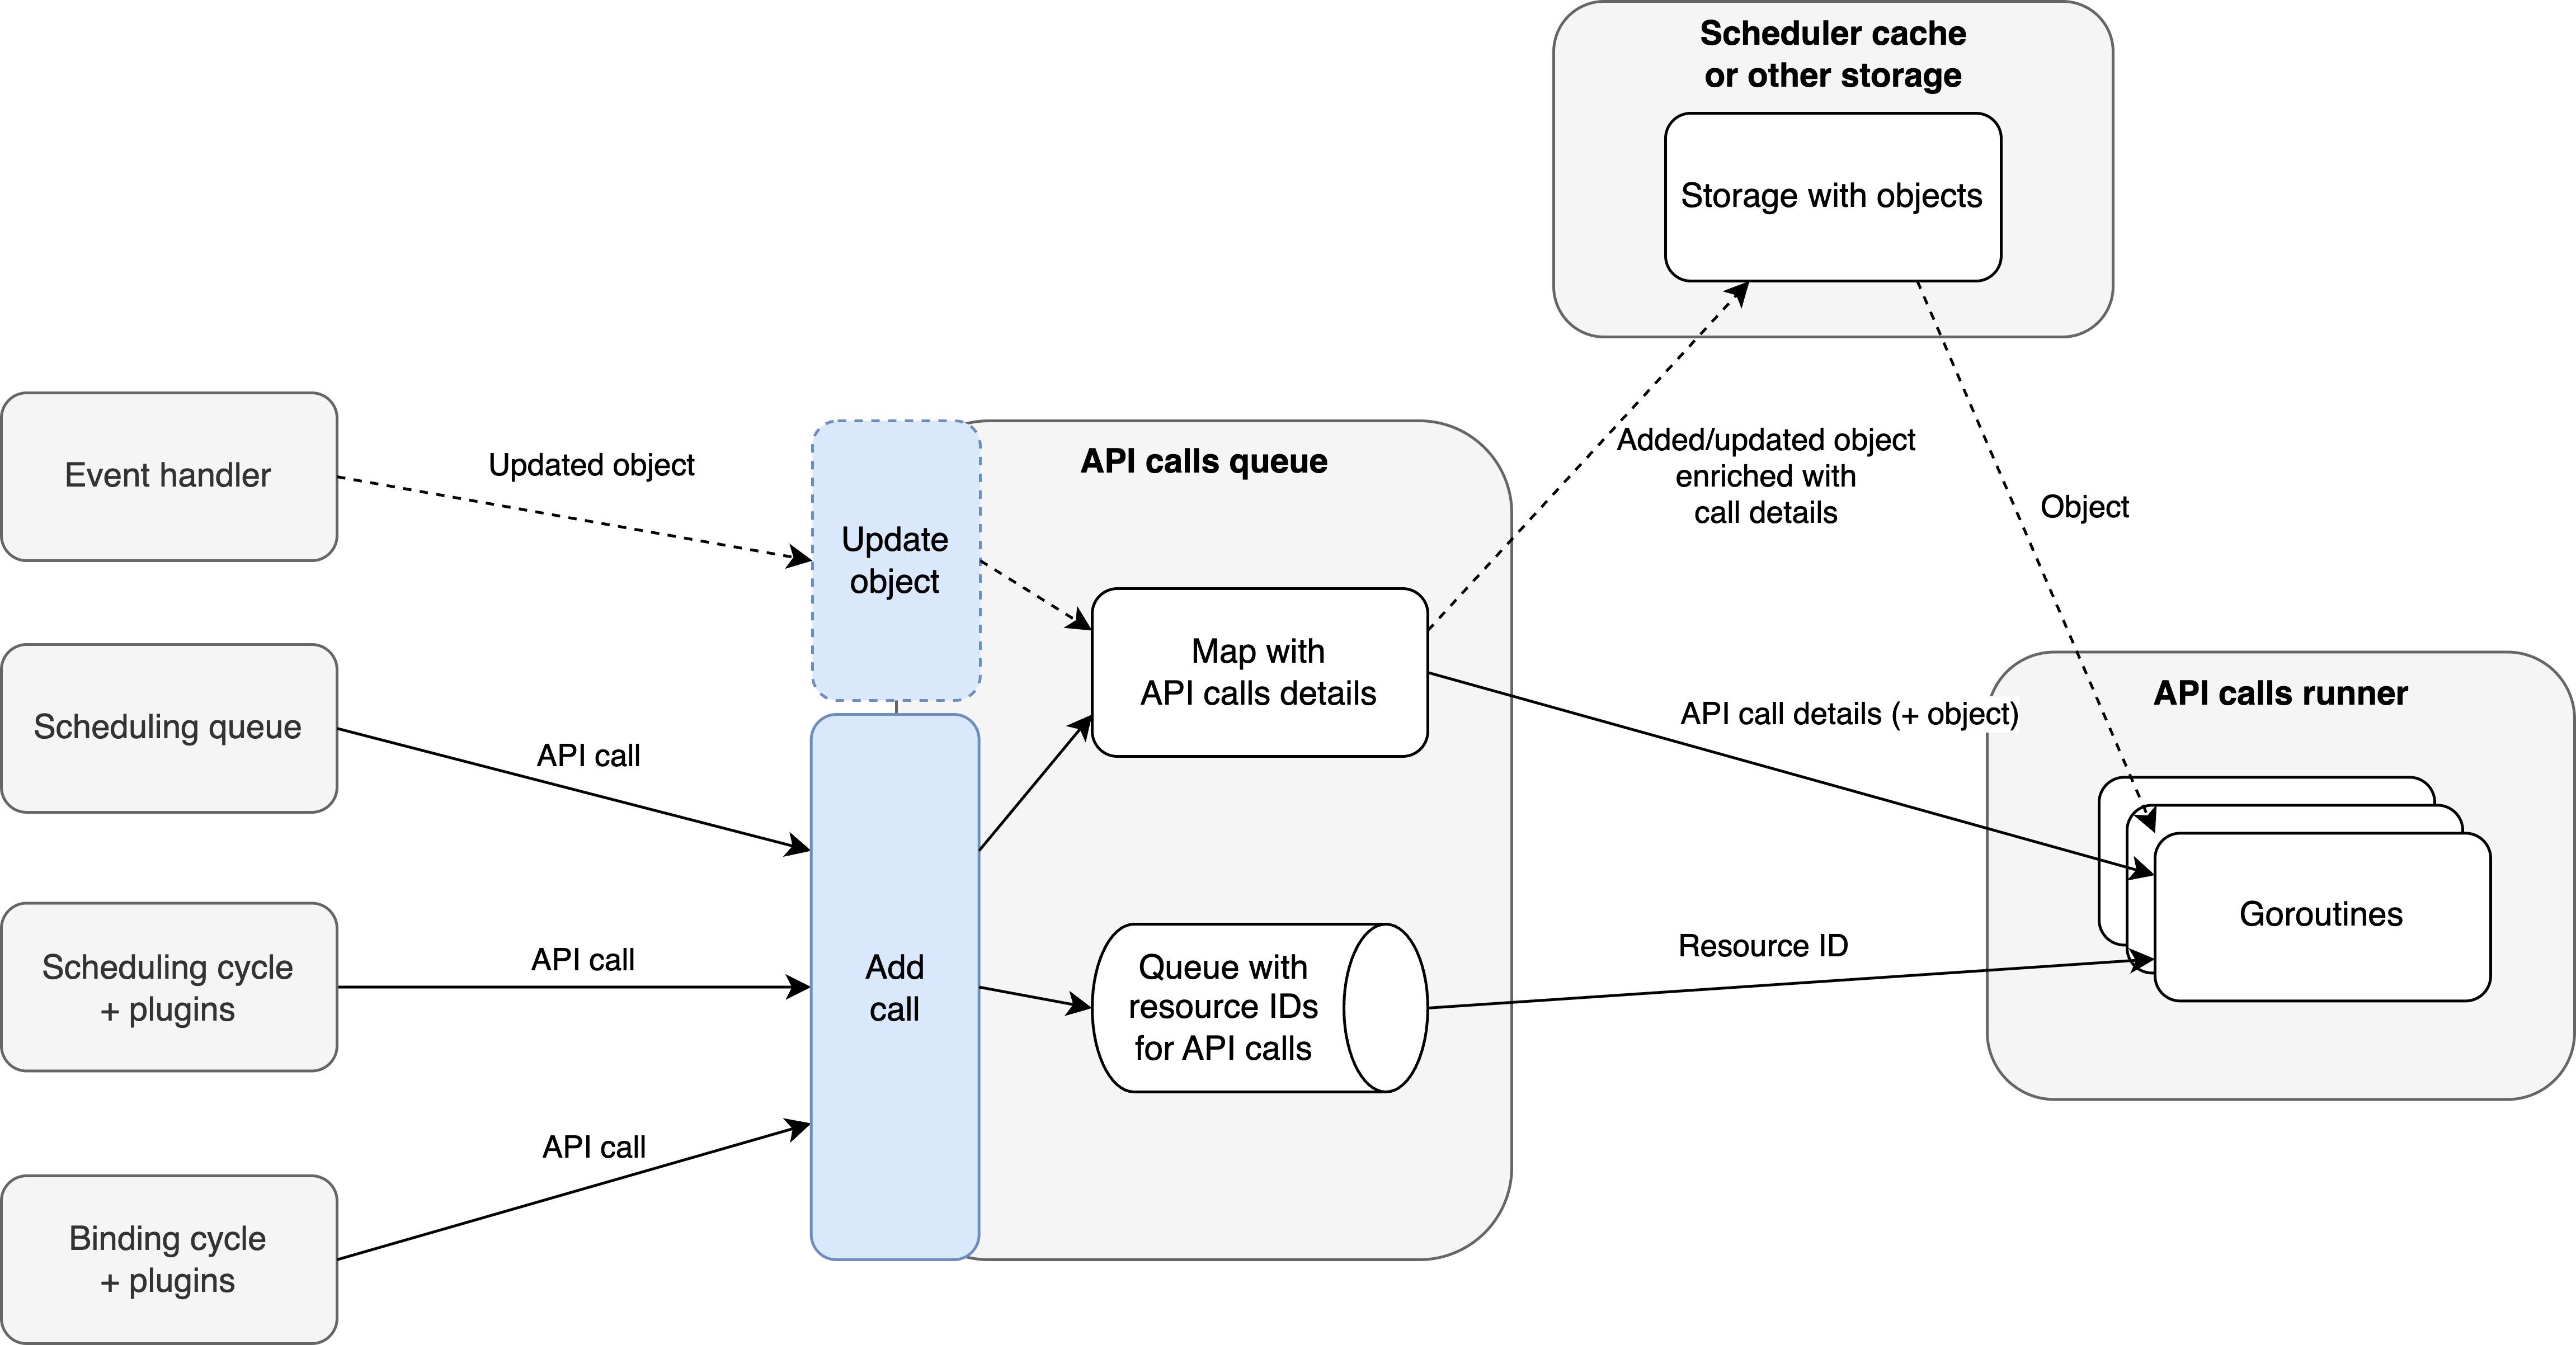 Scheduler cache
or other storage
Storage with objects
Event handler
Updated object
Update
object
API calls queue
Added/updated object
enriched with
call details
Object
Scheduling queue
API call
Map with
API calls details
API call details (+ object)
API calls runner
Goroutines
Scheduling cycle
+ plugins
API call
Add
call
Queue with
resource IDs
for API calls
Resource ID
Binding cycle
+ plugins
API call